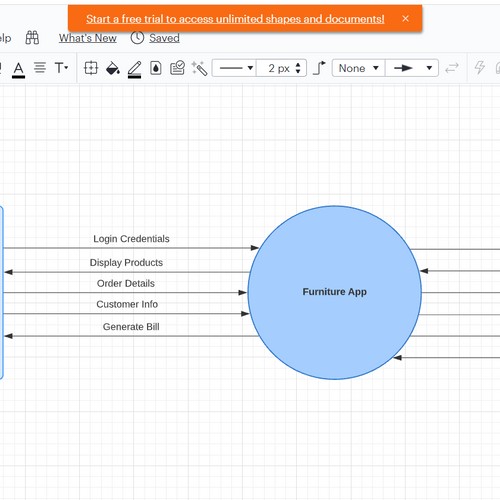 Start a free trial to access unlimited shapes and documents! ×
What's New Saved
A T 2 px None
Login Credentials
Display Products
Order Details
Furniture App
Customer Info
Generate Bill